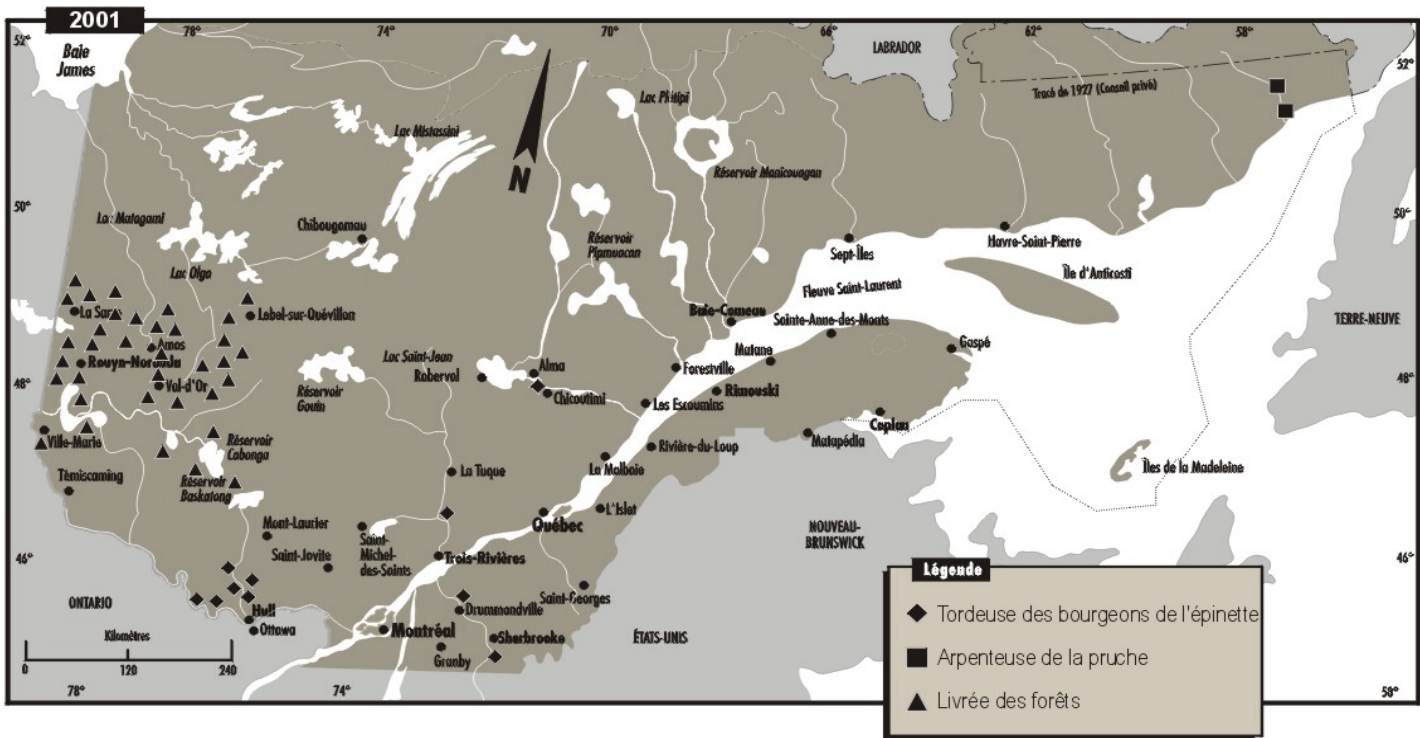 2001
78°
74°
70°
66°
62°
58°
52°
Baie
James
LABRADOR
52°
Tracé de 1927 (Conseil privé)
Lac Plétipi
Lac Mistassini
N
Réservoir Manicouagan
50°
Lac Matagami
Chibougamau
Réservoir
Pipmuacan
Sept-Îles
Havre-Saint-Pierre
50°
Lac Olga
Île d'Anticosti
Fleuve Saint-Laurent
La Sarre
Lebel-sur-Quévillon
Baie-Comeau
Sainte-Anne-des-Monts
TERRE-NEUVE
Amos
Matane
Gaspé
Rouyn-Noranda
Lac Saint-Jean
Roberval
Alma
Forestville
48°
Val-d'Or
Réservoir
Gouin
Chicoutimi
Rimouski
48°
Les Escoumins
Caplan
Ville-Marie
Réservoir
Cabonga
Rivière-du-Loup
Matapédia
Témiscaming
La Tuque
La Malbaie
Îles de la Madeleine
Réservoir
Baskatong
L'Islet
Québec
Mont-Laurier
NOUVEAU-
BRUNSWICK
Saint-Jovite
Saint-
Michel-
des-Saints
Trois-Rivières
46°
46°
Saint-Georges
ONTARIO
Hull
Drummondville
Ottawa
Montréal
Sherbrooke
ÉTATS-UNIS
Granby
Kilomètres
0 120 240
78°
74°
58°
Légende
Tordeuse des bourgeons de l'épinette
Arpenteuse de la pruche
Livrée des forêts